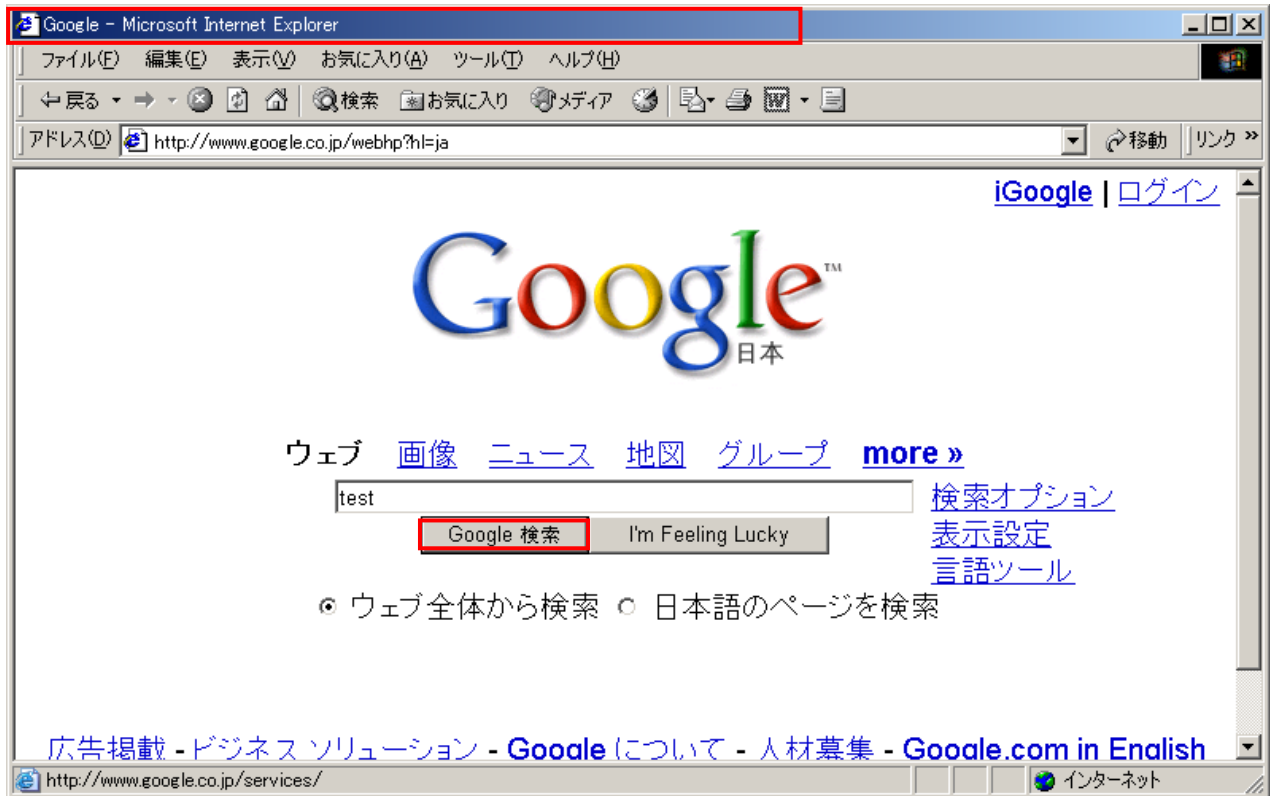 Google - Microsoft Internet Explorer
ファイル(F) 編集(E) 表示(V) お気に入り(A) ツール(T) ヘルプ(H)
戻る 検索 お気に入り メディア
アドレス(D) http://www.google.co.jp/webhp?hl=ja 移動 リンク »
iGoogle | ログイン
Google™
日本
ウェブ 画像 ニュース 地図 グループ more »
test 検索オプション
Google 検索 I'm Feeling Lucky 表示設定
言語ツール
ウェブ全体から検索 日本語のページを検索
広告掲載 - ビジネス ソリューション - Google について - 人材募集 - Google.com in English
http://www.google.co.jp/services/ インターネット